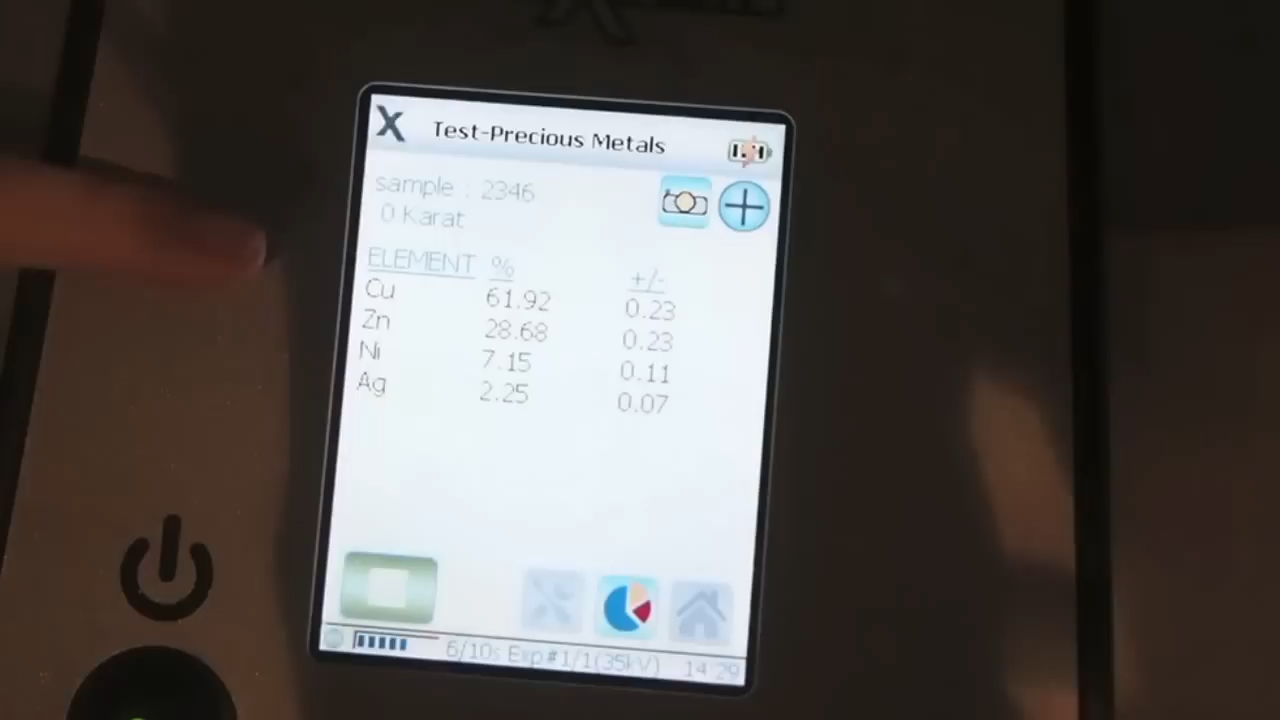 X Test-Precious Metals
sample : 2346
0 Karat
ELEMENT % +/-
Cu 61.92 0.23
Zn 28.68 0.23
Ni 7.15 0.11
Ag 2.25 0.07
6/10s Exp#1/1(35kV) 14:29